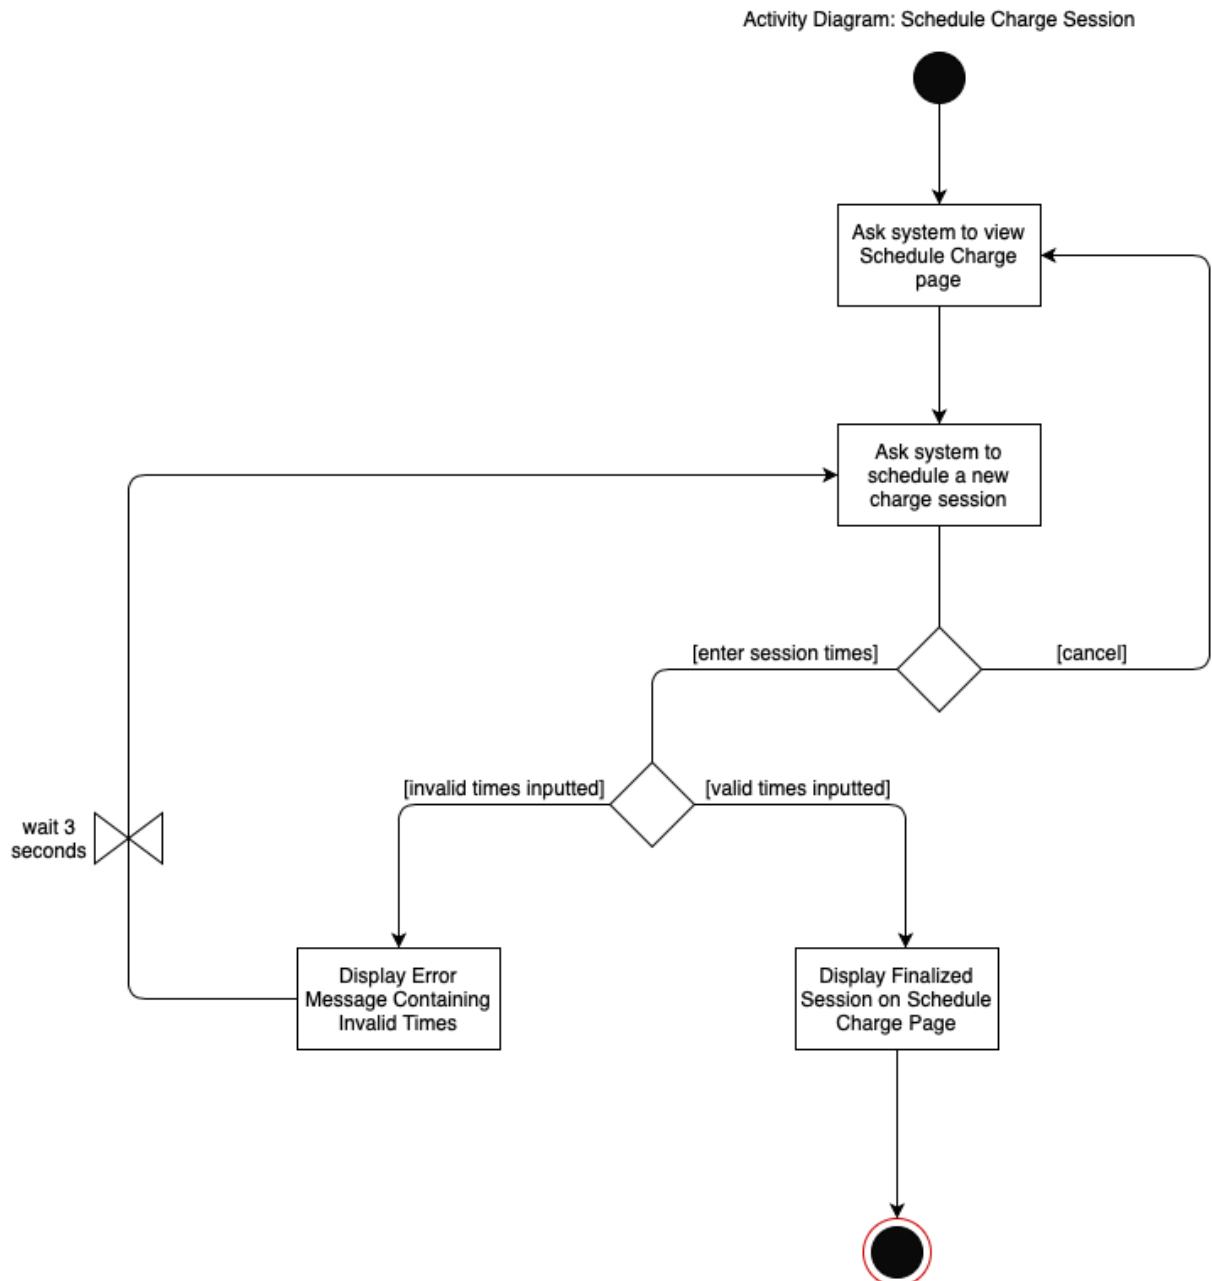 Activity Diagram: Schedule Charge Session
Ask system to view
Schedule Charge
page
Ask system to
schedule a new
charge session
[enter session times]
[cancel]
[invalid times inputted]
[valid times inputted]
wait 3
seconds
Display Error
Message Containing
Invalid Times
Display Finalized
Session on Schedule
Charge Page